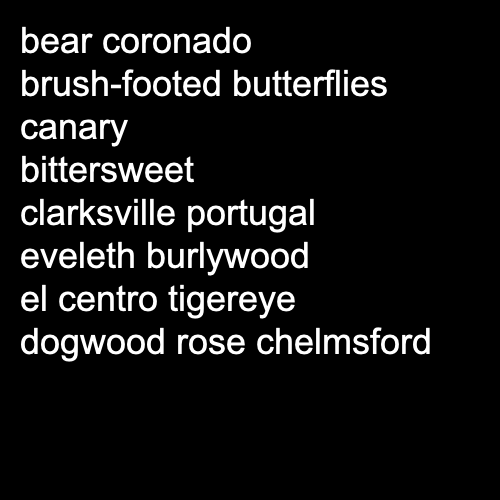 bear coronado
brush-footed butterflies
canary
bittersweet
clarksville portugal
eveleth burlywood
el centro tigereye
dogwood rose chelmsford